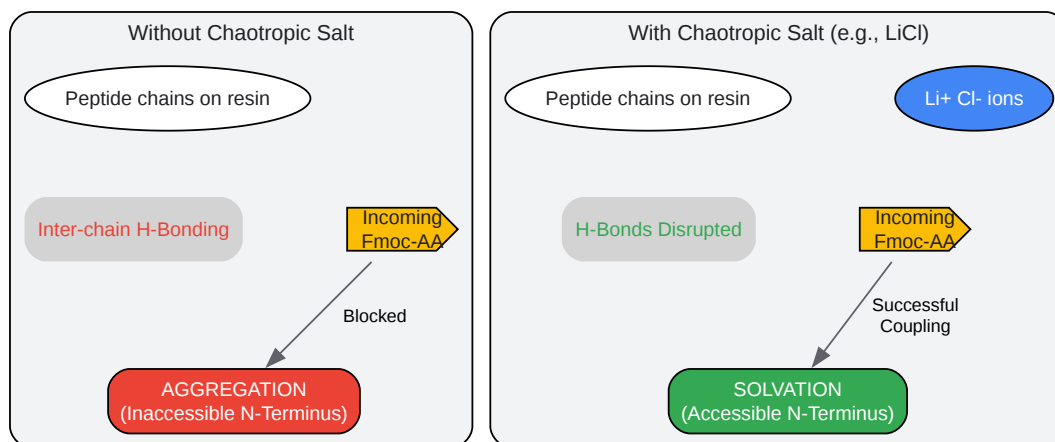 Without Chaotropic Salt
Peptide chains on resin
Inter-chain H-Bonding
Incoming
Fmoc-AA
Blocked
AGGREGATION
(Inaccessible N-Terminus)
With Chaotropic Salt (e.g., LiCl)
Peptide chains on resin
Li+ Cl- ions
H-Bonds Disrupted
Incoming
Fmoc-AA
Successful
Coupling
SOLVATION
(Accessible N-Terminus)